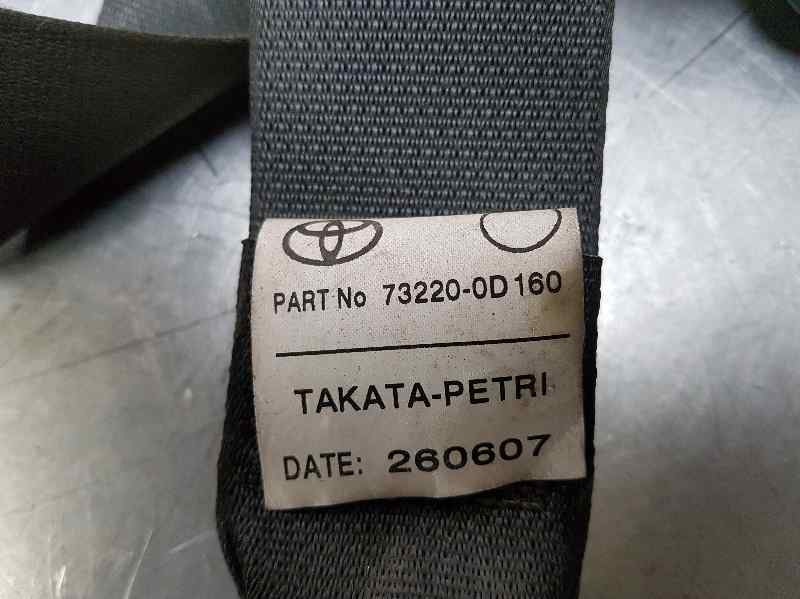 PART No 73220-0D160
TAKATA-PETRI
DATE: 260607